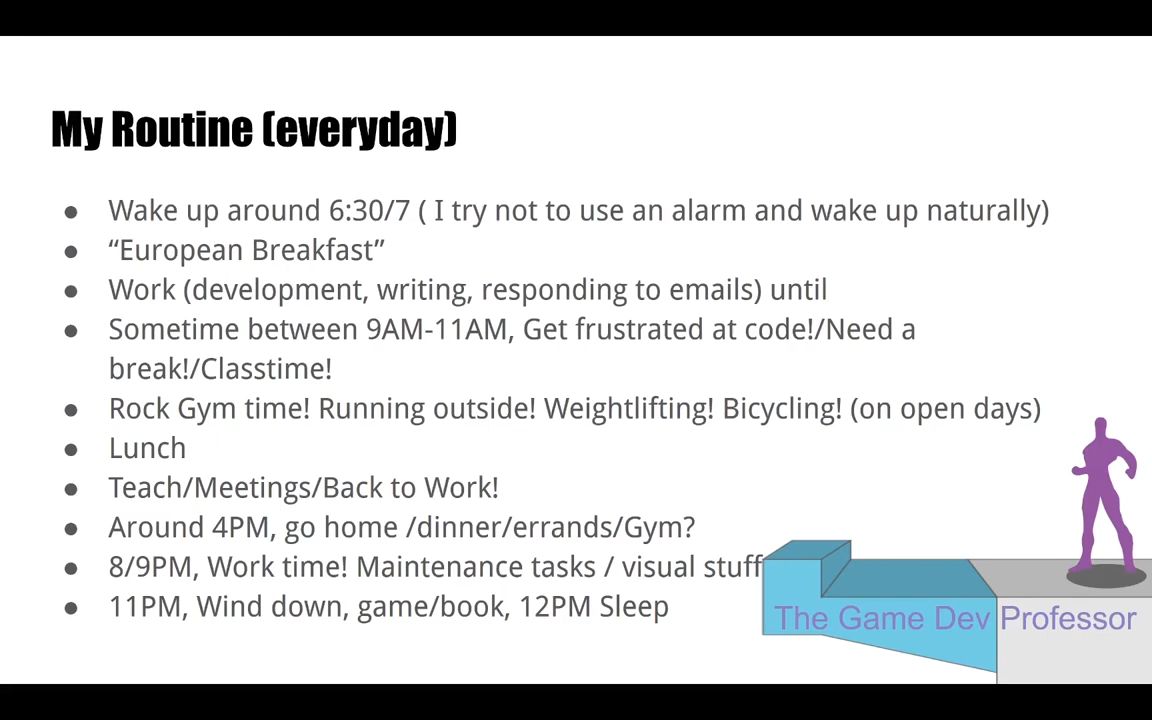 My Routine (everyday)
● Wake up around 6:30/7 ( I try not to use an alarm and wake up naturally)
● “European Breakfast”
● Work (development, writing, responding to emails) until
● Sometime between 9AM-11AM, Get frustrated at code!/Need a
break!/Classtime!
● Rock Gym time! Running outside! Weightlifting! Bicycling! (on open days)
● Lunch
● Teach/Meetings/Back to Work!
● Around 4PM, go home /dinner/errands/Gym?
● 8/9PM, Work time! Maintenance tasks / visual stuff
● 11PM, Wind down, game/book, 12PM Sleep
The Game Dev Professor